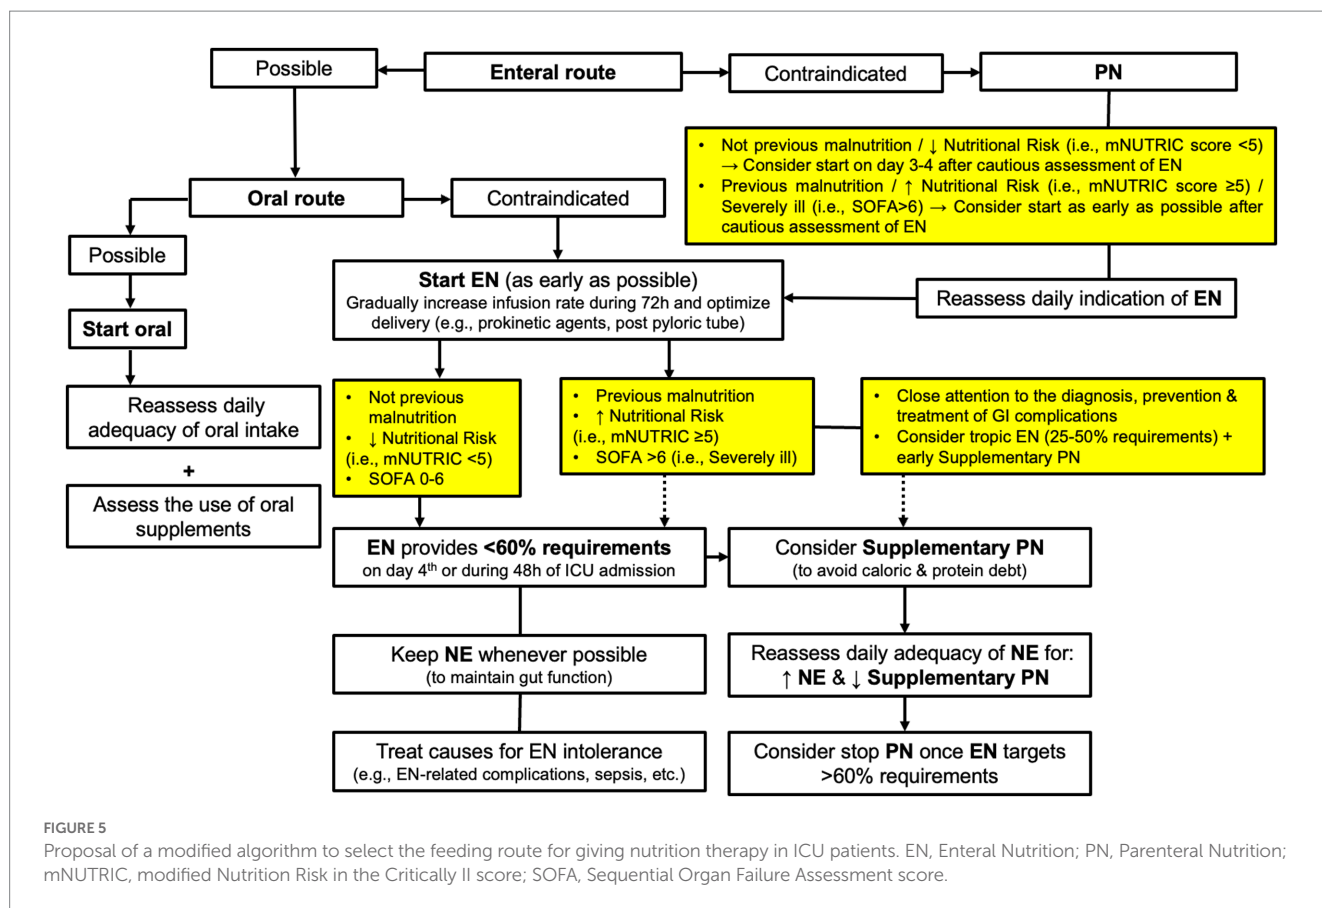 Possible
Enteral route
Contraindicated
PN
• Not previous malnutrition / ↓ Nutritional Risk (i.e., mNUTRIC score <5)
→ Consider start on day 3-4 after cautious assessment of EN
• Previous malnutrition / ↑ Nutritional Risk (i.e., mNUTRIC score ≥5) /
Severely ill (i.e., SOFA>6) → Consider start as early as possible after
cautious assessment of EN
Oral route
Contraindicated
Possible
Start oral
Reassess daily
adequacy of oral intake
+
Assess the use of oral
supplements
Start EN (as early as possible)
Gradually increase infusion rate during 72h and optimize
delivery (e.g., prokinetic agents, post pyloric tube)
Reassess daily indication of EN
• Not previous
malnutrition
• ↓ Nutritional Risk
(i.e., mNUTRIC <5)
• SOFA 0-6
• Previous malnutrition
• ↑ Nutritional Risk
(i.e., mNUTRIC ≥5)
• SOFA >6 (i.e., Severely ill)
• Close attention to the diagnosis, prevention &
treatment of GI complications
• Consider tropic EN (25-50% requirements) +
early Supplementary PN
EN provides <60% requirements
on day 4th or during 48h of ICU admission
Consider Supplementary PN
(to avoid caloric & protein debt)
Keep NE whenever possible
(to maintain gut function)
Reassess daily adequacy of NE for:
↑ NE & ↓ Supplementary PN
Treat causes for EN intolerance
(e.g., EN-related complications, sepsis, etc.)
Consider stop PN once EN targets
>60% requirements
FIGURE 5
Proposal of a modified algorithm to select the feeding route for giving nutrition therapy in ICU patients. EN, Enteral Nutrition; PN, Parenteral Nutrition;
mNUTRIC, modified Nutrition Risk in the Critically Il score; SOFA, Sequential Organ Failure Assessment score.